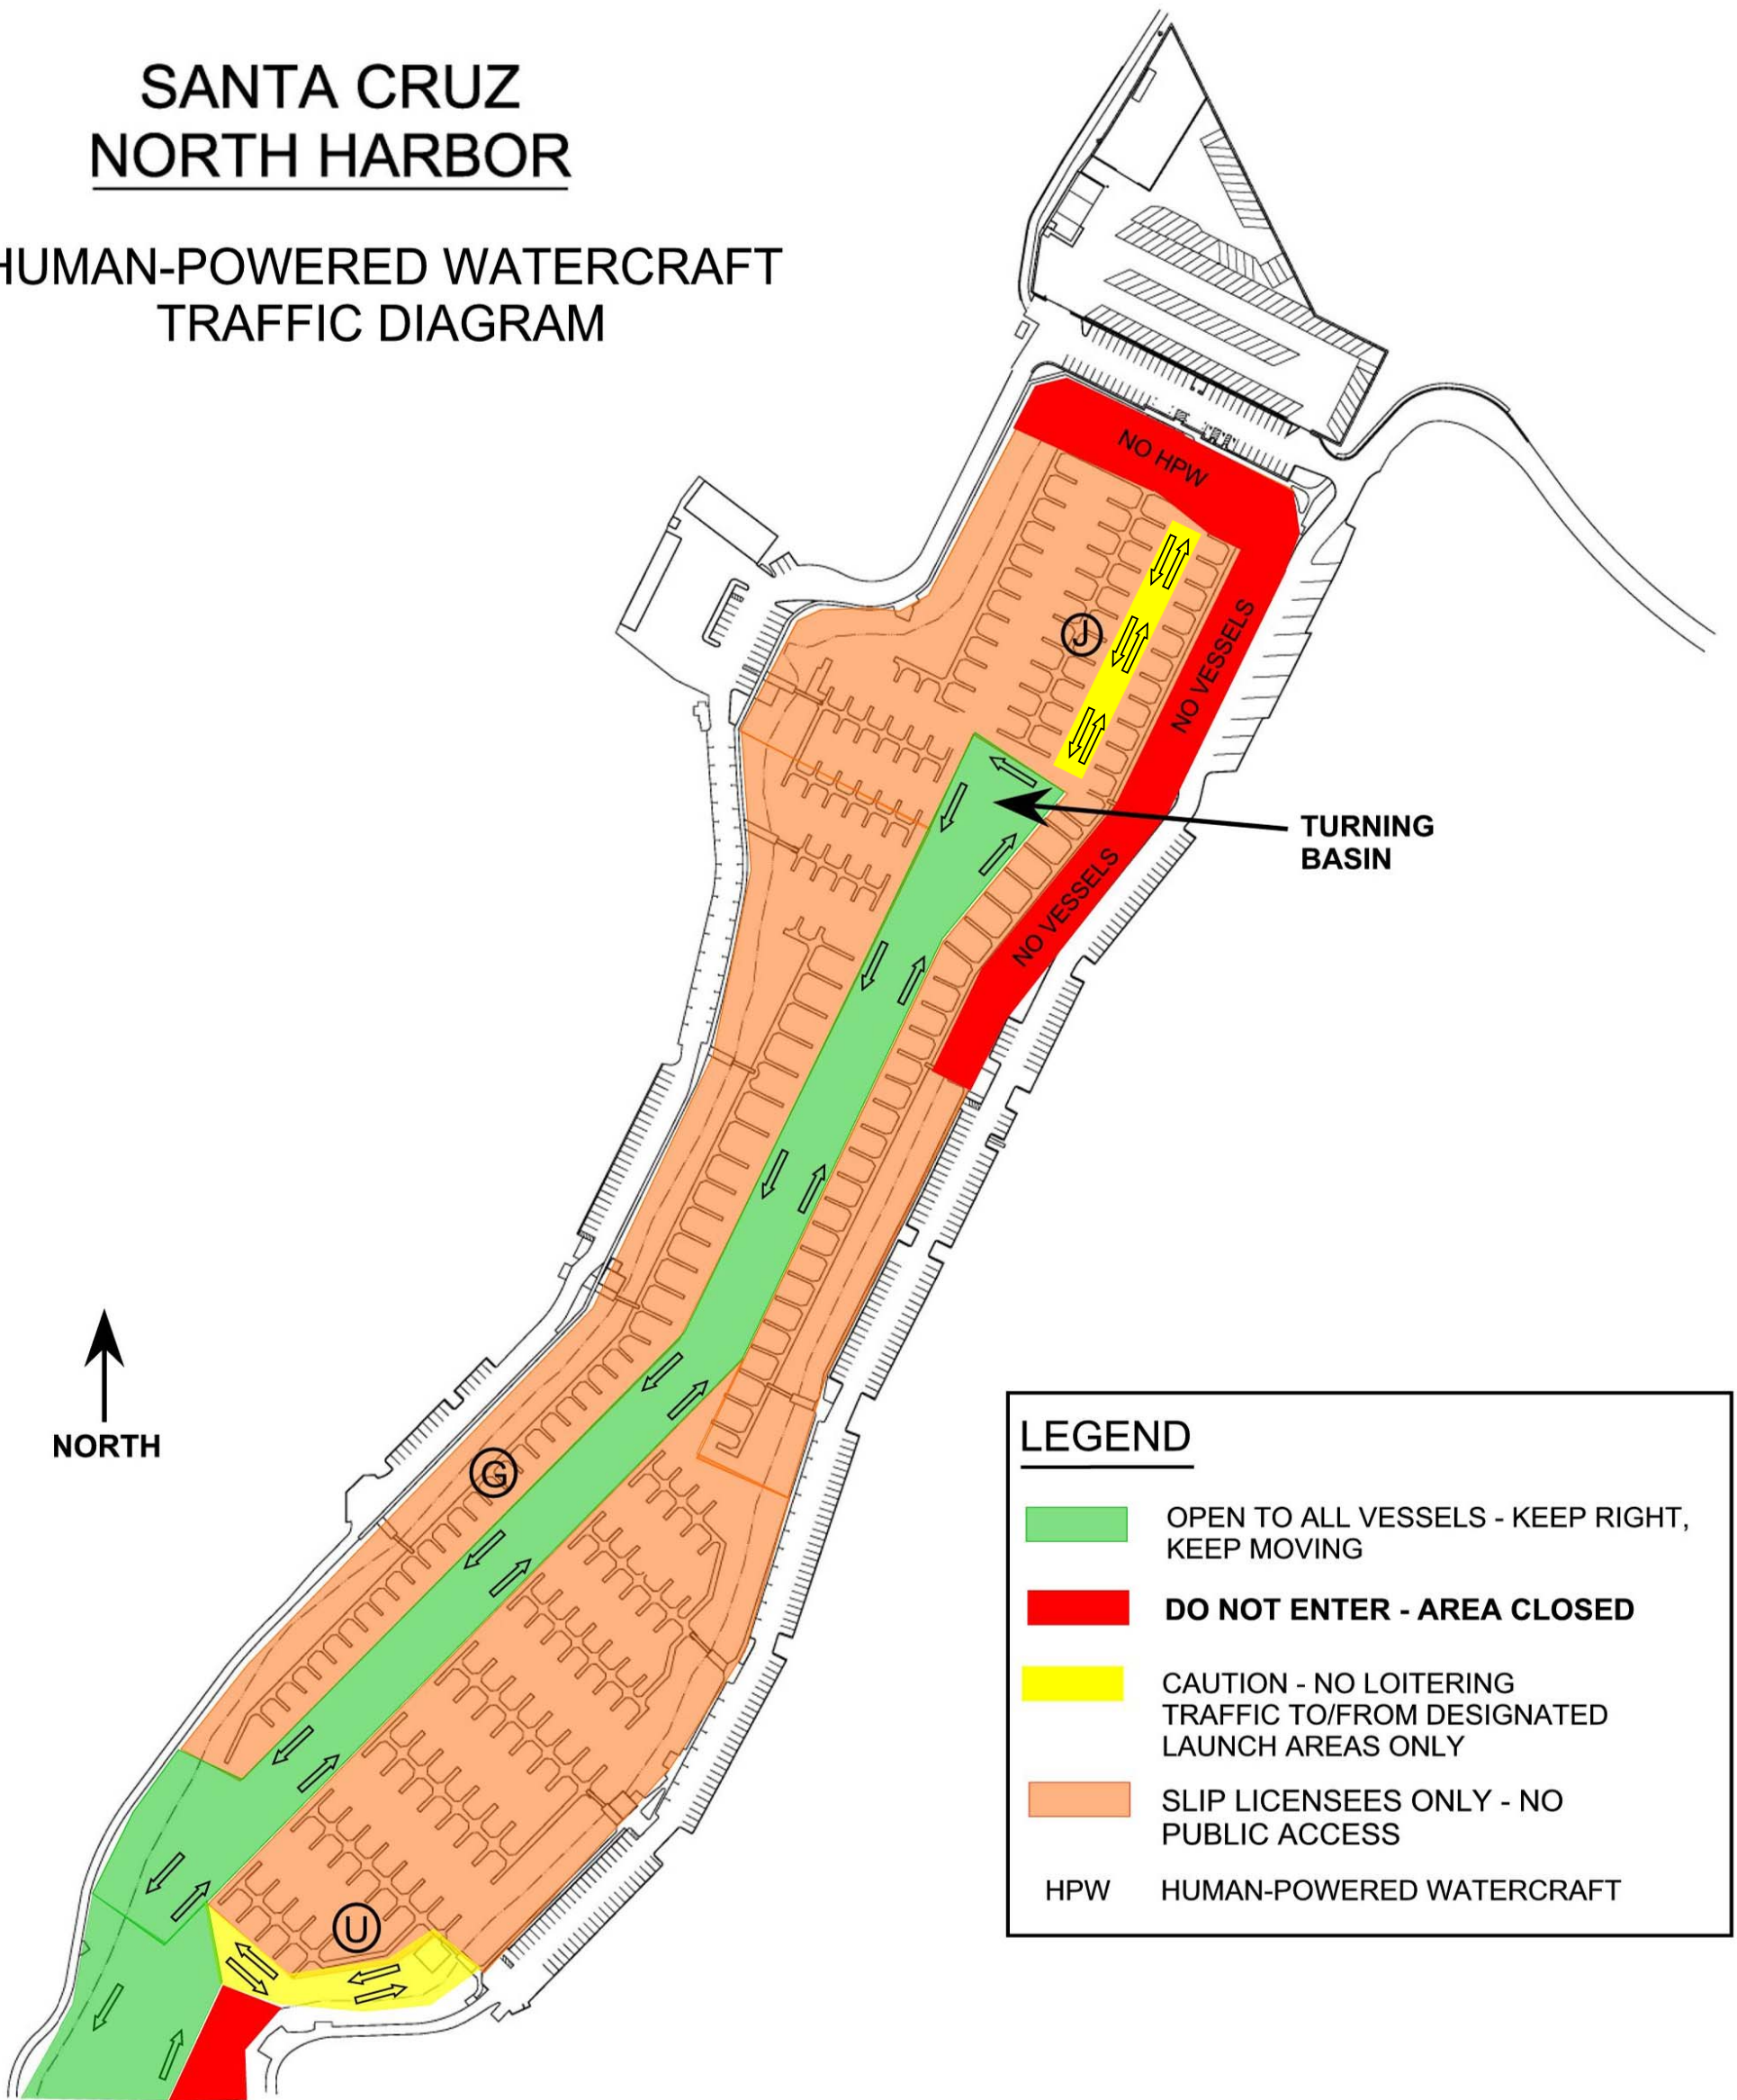 SANTA CRUZ
NORTH HARBOR
HUMAN-POWERED WATERCRAFT
TRAFFIC DIAGRAM
NO HPW
NO VESSELS
J
TURNING
BASIN
NO VESSELS
NORTH
G
U
LEGEND
OPEN TO ALL VESSELS - KEEP RIGHT,
KEEP MOVING
DO NOT ENTER - AREA CLOSED
CAUTION - NO LOITERING
TRAFFIC TO/FROM DESIGNATED
LAUNCH AREAS ONLY
SLIP LICENSEES ONLY - NO
PUBLIC ACCESS
HPW HUMAN-POWERED WATERCRAFT